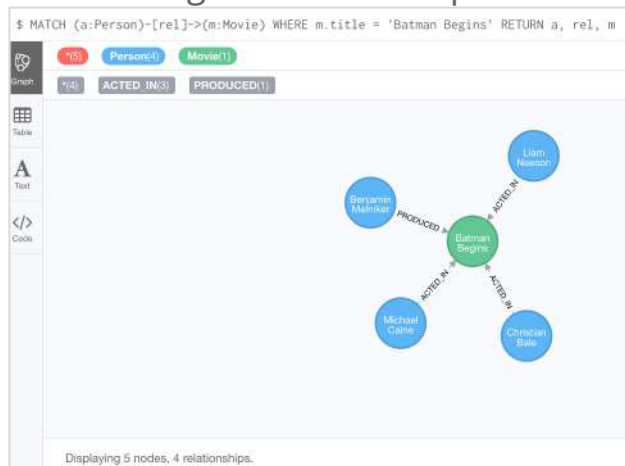 $ MATCH (a:Person)-[rel]->(m:Movie) WHERE m.title = 'Batman Begins' RETURN a, rel, m
Graph
*(5) Person(4) Movie(1)
*(4) ACTED_IN(3) PRODUCED(1)
Table
A
Text
</>
Code
Liam
Neeson
ACTED_IN
Benjamin
Melniker
PRODUCED
Batman
Begins
ACTED_IN
Michael
Caine
ACTED_IN
Christian
Bale
Displaying 5 nodes, 4 relationships.